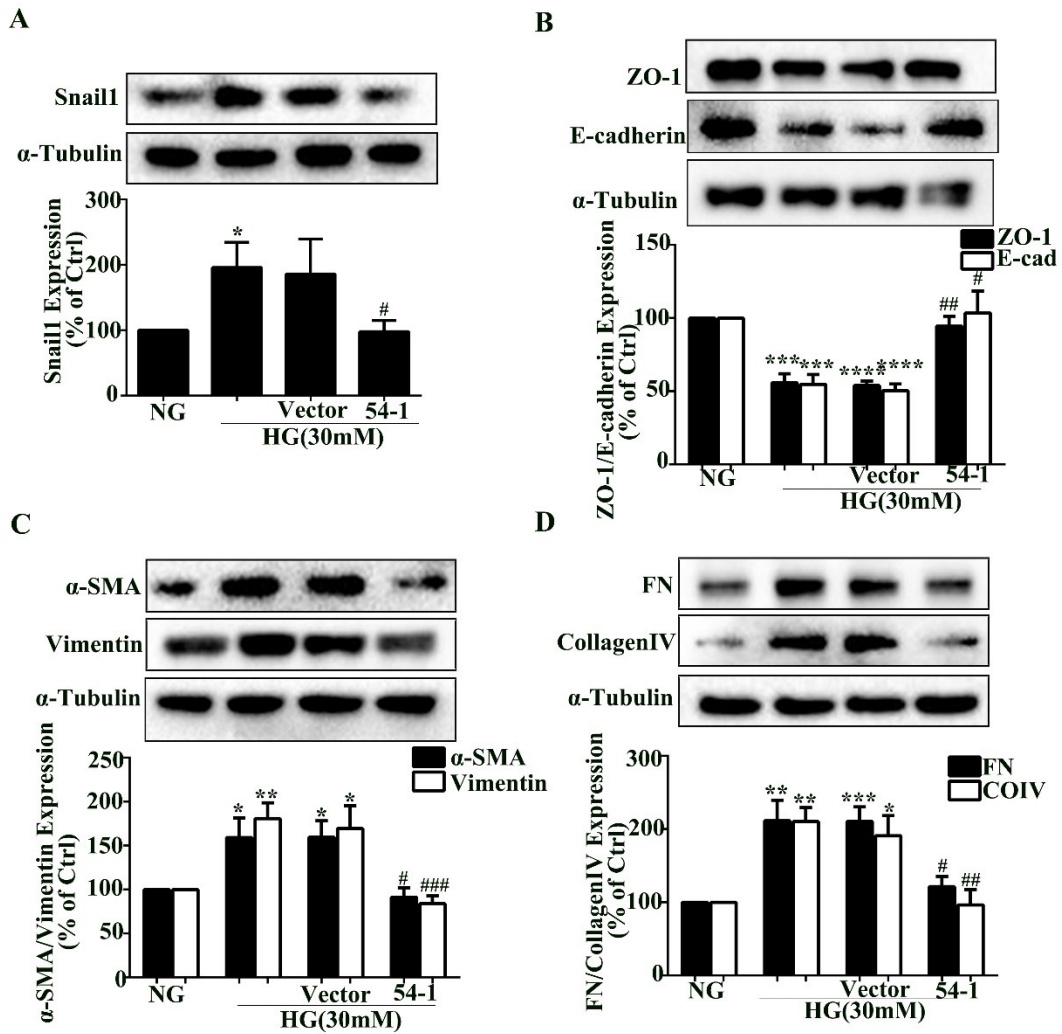 A
Snail1
α-Tubulin
Snail1 Expression
(% of Ctrl)
300
200
100
0
*
#
NG
Vector
54-1
HG(30mM)
B
ZO-1
E-cadherin
α-Tubulin
ZO-1/E-cadherin Expression
(% of Ctrl)
150
100
50
0
ZO-1
E-cad
***
***
****
****
##
#
NG
Vector
54-1
HG(30mM)
C
α-SMA
Vimentin
α-Tubulin
α-SMA/Vimentin Expression
(% of Ctrl)
250
200
150
100
50
0
α-SMA
Vimentin
*
**
*
*
#
###
NG
Vector
54-1
HG(30mM)
D
FN
CollagenIV
α-Tubulin
FN/CollagenIV Expression
(% of Ctrl)
300
200
100
0
FN
COIV
**
**
***
*
#
##
NG
Vector
54-1
HG(30mM)